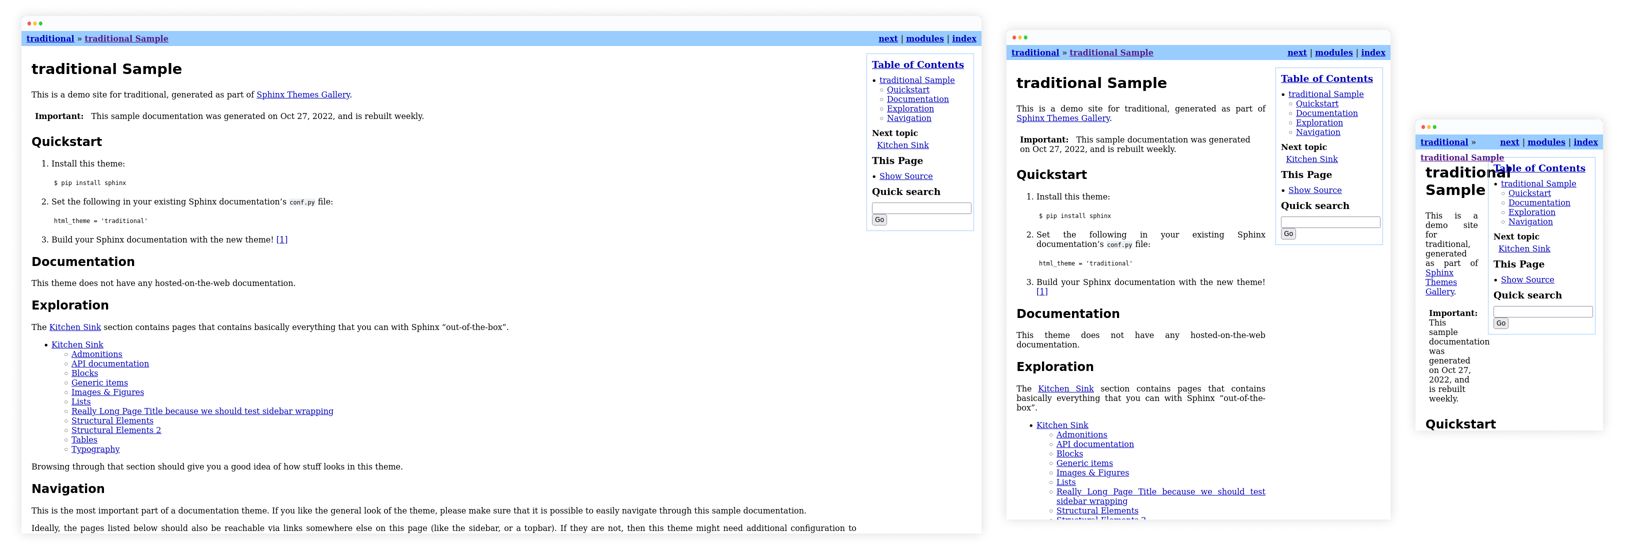 traditional » traditional Sample
next | modules | index
traditional Sample
This is a demo site for traditional, generated as part of Sphinx Themes Gallery.
Important: This sample documentation was generated on Oct 27, 2022, and is rebuilt weekly.
Quickstart
1. Install this theme:
$ pip install sphinx
2. Set the following in your existing Sphinx documentation’s conf.py file:
html_theme = 'traditional'
3. Build your Sphinx documentation with the new theme! [1]
Documentation
This theme does not have any hosted-on-the-web documentation.
Exploration
The Kitchen Sink section contains pages that contains basically everything that you can with Sphinx “out-of-the-box”.
Kitchen Sink
Admonitions
API documentation
Blocks
Generic items
Images & Figures
Lists
Really Long Page Title because we should test sidebar wrapping
Structural Elements
Structural Elements 2
Tables
Typography
Browsing through that section should give you a good idea of how stuff looks in this theme.
Navigation
This is the most important part of a documentation theme. If you like the general look of the theme, please make sure that it is possible to easily navigate through this sample documentation.
Ideally, the pages listed below should also be reachable via links somewhere else on this page (like the sidebar, or a topbar). If they are not, then this theme might need additional configuration to
Table of Contents
traditional Sample
Quickstart
Documentation
Exploration
Navigation
Next topic
Kitchen Sink
This Page
Show Source
Quick search
Go
traditional » traditional Sample
next | modules | index
traditional Sample
This is a demo site for traditional, generated as part of
Sphinx Themes Gallery.
Important: This sample documentation was generated
on Oct 27, 2022, and is rebuilt weekly.
Quickstart
1. Install this theme:
$ pip install sphinx
2. Set the following in your existing Sphinx
documentation’s conf.py file:
html_theme = 'traditional'
3. Build your Sphinx documentation with the new theme!
[1]
Documentation
This theme does not have any hosted-on-the-web
documentation.
Exploration
The Kitchen Sink section contains pages that contains
basically everything that you can with Sphinx “out-of-the-
box”.
Kitchen Sink
Admonitions
API documentation
Blocks
Generic items
Images & Figures
Lists
Really Long Page Title because we should test
sidebar wrapping
Structural Elements
Structural Elements 2
Table of Contents
traditional Sample
Quickstart
Documentation
Exploration
Navigation
Next topic
Kitchen Sink
This Page
Show Source
Quick search
Go
traditional »
next | modules | index
traditional Sample
traditional
Sample
This is a
demo site
for
traditional,
generated
as part of
Sphinx
Themes
Gallery.
Important:
This
sample
documentation
was
generated
on Oct 27,
2022, and
is rebuilt
weekly.
Quickstart
Table of Contents
traditional Sample
Quickstart
Documentation
Exploration
Navigation
Next topic
Kitchen Sink
This Page
Show Source
Quick search
Go